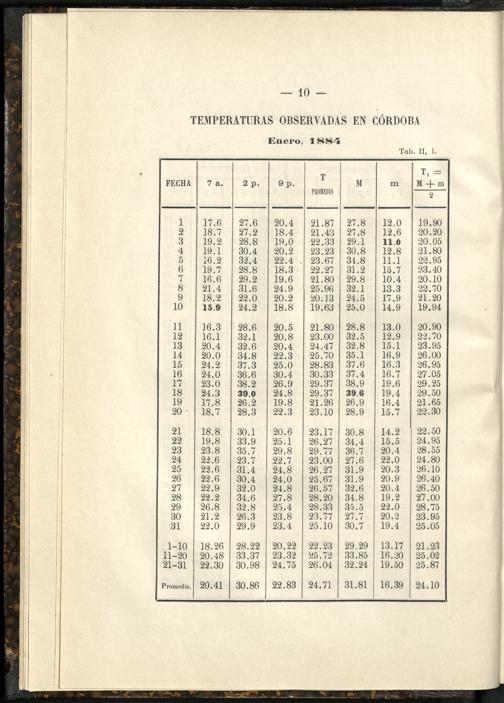 — 10 —
TEMPERATURAS OBSERVADAS EN CÓRDOBA
Enero, 1884
Tab. II, 1.
FECHA 7 a. 2 p. 9 p. T PROMEDIO M m T₁ = M + m / 2
1 17.6 27.6 20.4 21.87 27.8 12.0 19.90
2 18.7 27.2 18.4 21.43 27.8 12.6 20.20
3 19.2 28.8 19.0 22.33 29.1 11.0 20.05
4 19.1 30.4 20.2 23.23 30.8 12.8 21.80
5 16.2 32.4 22.4 23.67 34.8 11.1 22.95
6 19.7 28.8 18.3 22.27 31.2 15.7 23.40
7 16.6 29.2 19.6 21.80 29.8 10.4 20.10
8 21.4 31.6 24.9 25.96 32.1 13.3 22.70
9 18.2 22.0 20.2 20.13 24.5 17.9 21.20
10 15.9 24.2 18.8 19.63 25.0 14.9 19.94
11 16.3 28.6 20.5 21.80 28.8 13.0 20.90
12 16.1 32.1 20.8 23.00 32.5 12.9 22.70
13 20.4 32.6 20.4 24.47 32.8 15.1 23.95
14 20.0 34.8 22.3 25.70 35.1 16.9 26.00
15 24.2 37.3 25.0 28.83 37.6 16.3 26.95
16 24.0 36.6 30.4 30.33 37.4 16.7 27.05
17 23.0 38.2 26.9 29.37 38.9 19.6 29.25
18 24.3 39.0 24.8 29.37 39.6 19.4 29.50
19 17.8 26.2 19.8 21.26 26.9 16.4 21.65
20 18.7 28.3 22.3 23.10 28.9 15.7 22.30
21 18.8 30.1 20.6 23.17 30.8 14.2 22.50
22 19.8 33.9 25.1 26.27 34.4 15.5 24.95
23 23.8 35.7 29.8 29.77 36.7 20.4 28.55
24 22.6 23.7 22.7 23.00 27.6 22.0 24.80
25 22.6 31.4 24.8 26.27 31.9 20.3 26.10
26 22.6 30.4 24.0 25.67 31.9 20.9 26.40
27 22.9 32.0 24.8 26.57 32.6 20.4 26.50
28 22.2 34.6 27.8 28.20 34.8 19.2 27.00
29 26.8 32.8 25.4 28.33 35.5 22.0 28.75
30 21.2 26.3 23.8 23.77 27.7 20.2 23.95
31 22.0 29.9 23.4 25.10 30.7 19.4 25.05
1-10 18.26 28.22 20.22 22.23 29.29 13.17 21.23
11-20 20.48 33.37 23.32 25.72 33.85 16.20 25.02
21-31 22.30 30.98 24.75 26.04 32.24 19.50 25.87
Promedio. 20.41 30.86 22.83 24.71 31.81 16.39 24.10